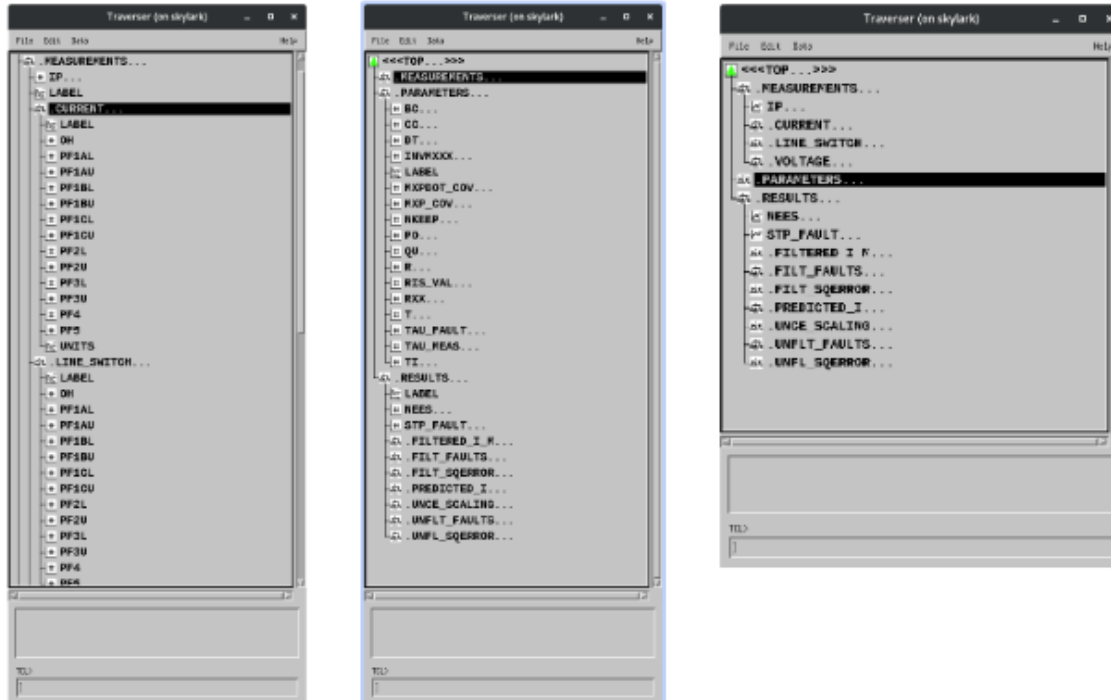 Traverser (on skylark)
File Edit Data Help
.MEASUREMENTS...
IP...
LABEL
.CURRENT...
LABEL
OH
PF1AL
PF1AU
PF1BL
PF1BU
PF1CL
PF1CU
PF2L
PF2U
PF3L
PF3U
PF4
PF5
UNITS
.LINE_SWITCH...
LABEL
OH
PF1AL
PF1AU
PF1BL
PF1BU
PF1CL
PF1CU
PF2L
PF2U
PF3L
PF3U
PF4
PF5
TCL>
Traverser (on skylark)
File Edit Data Help
<<<TOP...>>>
.MEASUREMENTS...
.PARAMETERS...
BC...
CC...
DT...
INVMXXX...
LABEL
MXPBOT_COV...
MXP_COV...
NKEEP...
PO...
QU...
R...
RIS_VAL...
RXX...
T...
TAU_FAULT...
TAU_MEAS...
TI...
.RESULTS...
LABEL
NEES...
STP_FAULT...
.FILTERED_I_M...
.FILT_FAULTS...
.FILT_SQERROR...
.PREDICTED_I...
.UNCE_SCALING...
.UNFLT_FAULTS...
.UNFL_SQERROR...
TCL>
Traverser (on skylark)
File Edit Data Help
<<<TOP...>>>
.MEASUREMENTS...
IP...
.CURRENT...
.LINE_SWITCH...
.VOLTAGE...
.PARAMETERS...
.RESULTS...
NEES...
STP_FAULT...
.FILTERED_I_M...
.FILT_FAULTS...
.FILT_SQERROR...
.PREDICTED_I...
.UNCE_SCALING...
.UNFLT_FAULTS...
.UNFL_SQERROR...
TCL>